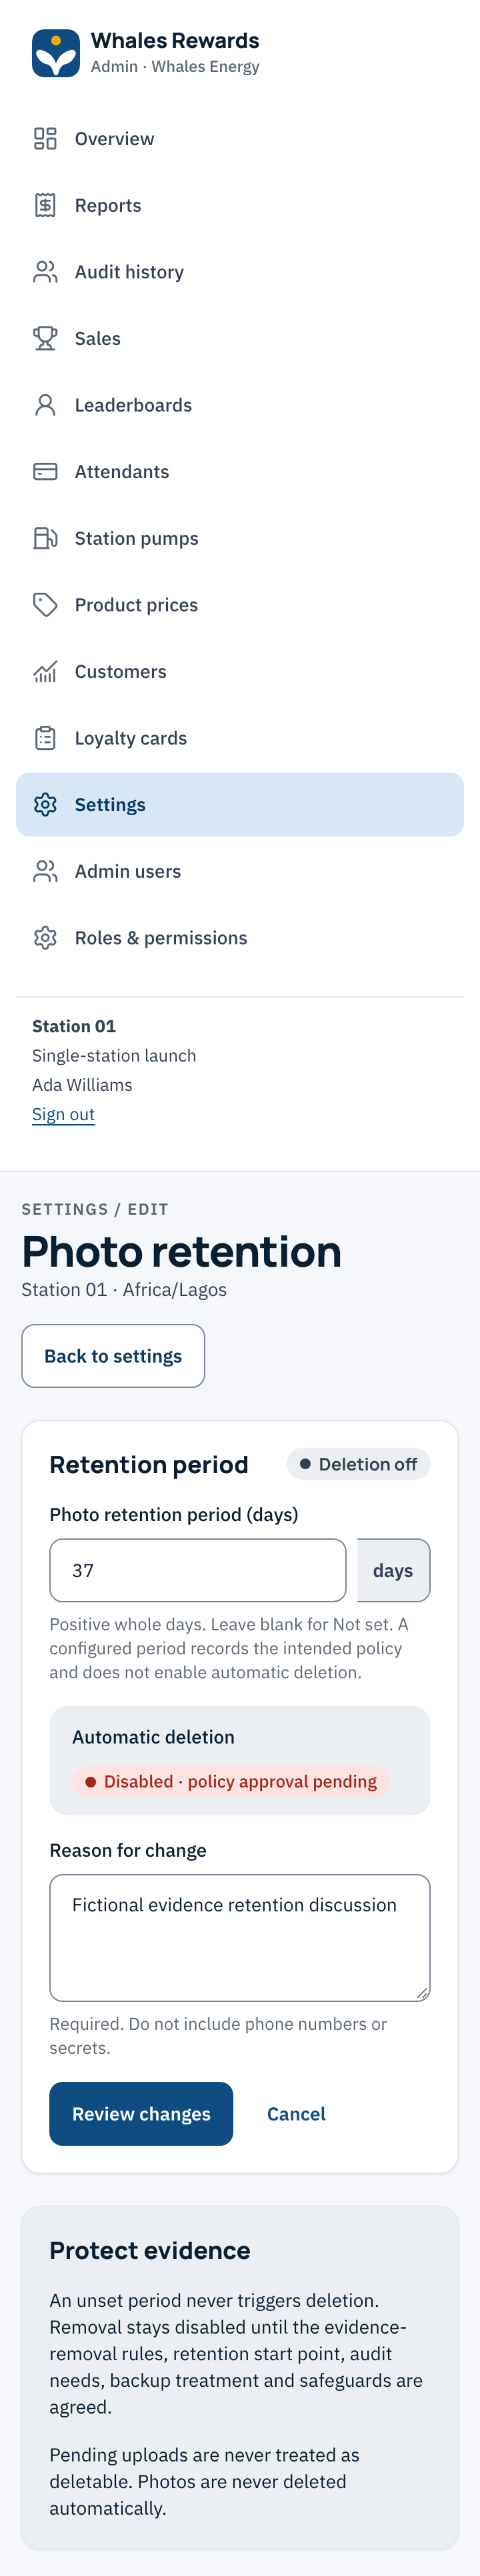 Whales Rewards
Admin · Whales Energy
Overview
Reports
Audit history
Sales
Leaderboards
Attendants
Station pumps
Product prices
Customers
Loyalty cards
Settings
Admin users
Roles & permissions
Station 01
Single-station launch
Ada Williams
Sign out
SETTINGS / EDIT
Photo retention
Station 01 · Africa/Lagos
Back to settings
Retention period
Deletion off
Photo retention period (days)
37
days
Positive whole days. Leave blank for Not set. A
configured period records the intended policy
and does not enable automatic deletion.
Automatic deletion
Disabled · policy approval pending
Reason for change
Fictional evidence retention discussion
Required. Do not include phone numbers or
secrets.
Review changes
Cancel
Protect evidence
An unset period never triggers deletion.
Removal stays disabled until the evidence-
removal rules, retention start point, audit
needs, backup treatment and safeguards are
agreed.
Pending uploads are never treated as
deletable. Photos are never deleted
automatically.